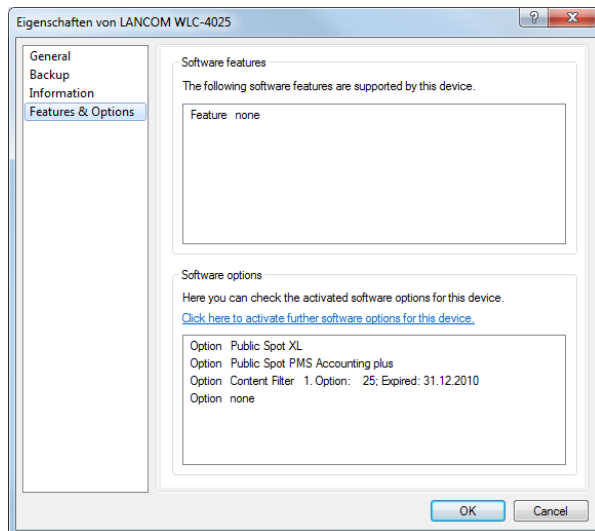 Eigenschaften von LANCOM WLC-4025
General
Backup
Information
Features & Options
Software features
The following software features are supported by this device.
Feature none
Software options
Here you can check the activated software options for this device.
Click here to activate further software options for this device.
Option Public Spot XL
Option Public Spot PMS Accounting plus
Option Content Filter 1. Option: 25; Expired: 31.12.2010
Option none
OK Cancel